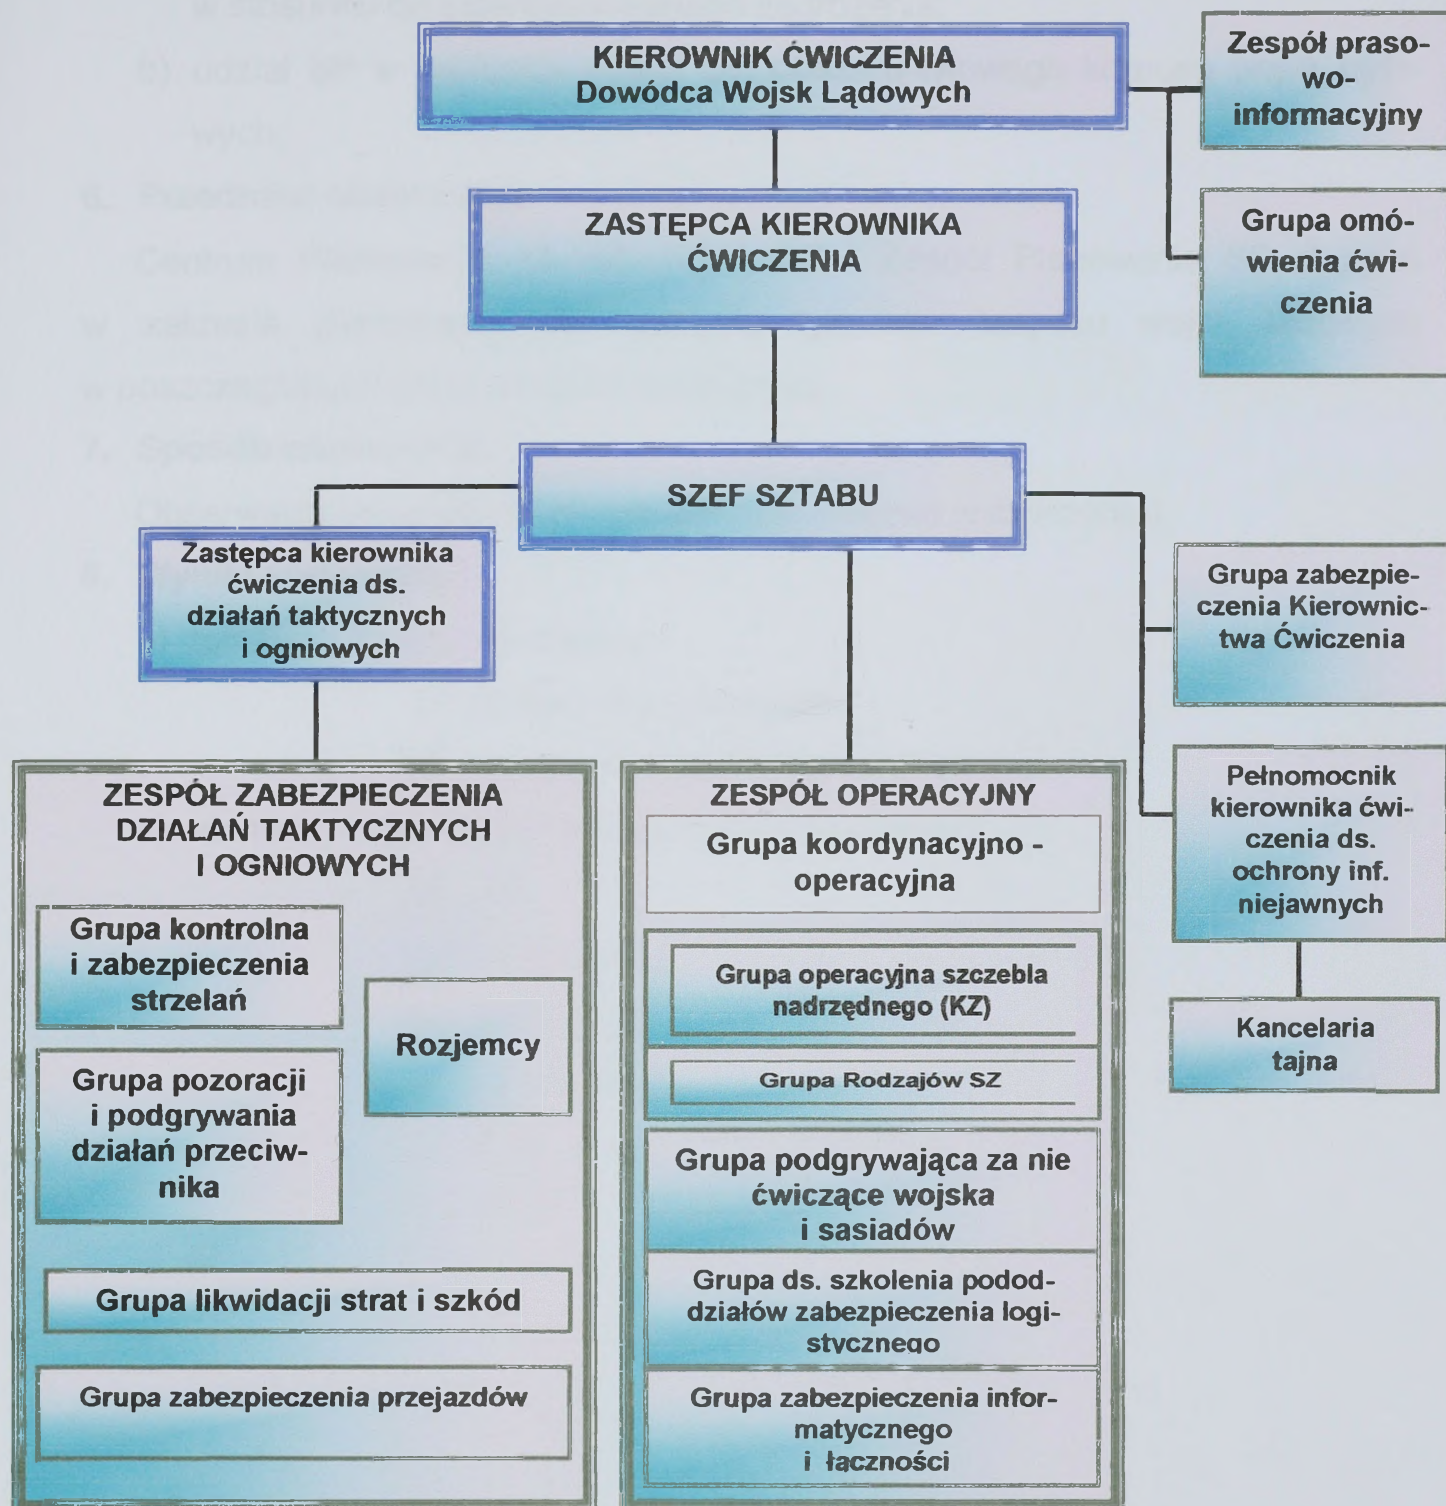 KIEROWNIK ĆWICZENIA
Dowódca Wojsk Lądowych
Zespół praso-
wo-
informacyjny
ZASTĘPCA KIEROWNIKA
ĆWICZENIA
Grupa omó-
wienia ćwi-
czenia
SZEF SZTABU
Zastępca kierownika
ćwiczenia ds.
działań taktycznych
i ogniowych
Grupa zabezpie-
czenia Kierownic-
twa Ćwiczenia
Pełnomocnik
kierownika ćwi-
czenia ds.
ochrony inf.
niejawnych
Kancelaria
tajna
ZESPÓŁ ZABEZPIECZENIA
DZIAŁAŃ TAKTYCZNYCH
I OGNIOWYCH
Grupa kontrolna
i zabezpieczenia
strzelań
Rozjemcy
Grupa pozoracji
i podgrywania
działań przeciw-
nika
Grupa likwidacji strat i szkód
Grupa zabezpieczenia przejazdów
ZESPÓŁ OPERACYJNY
Grupa koordynacyjno -
operacyjna
Grupa operacyjna szczebla
nadrzędnego (KZ)
Grupa Rodzajów SZ
Grupa podgrywająca za nie
ćwiczące wojska
i sasiadów
Grupa ds. szkolenia podod-
działów zabezpieczenia logi-
stycznego
Grupa zabezpieczenia infor-
matycznego
i łączności